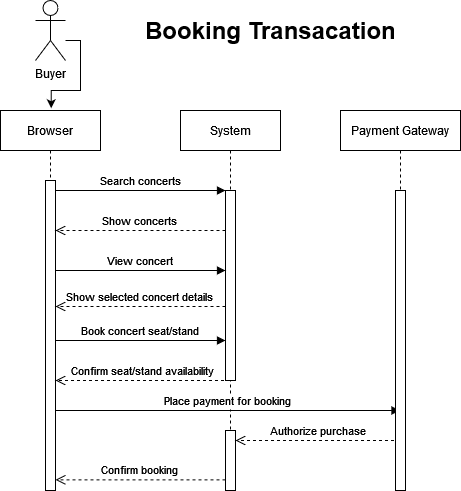 Booking Transacation
Buyer
Browser
System
Payment Gateway
Search concerts
Show concerts
View concert
Show selected concert details
Book concert seat/stand
Confirm seat/stand availability
Place payment for booking
Authorize purchase
Confirm booking